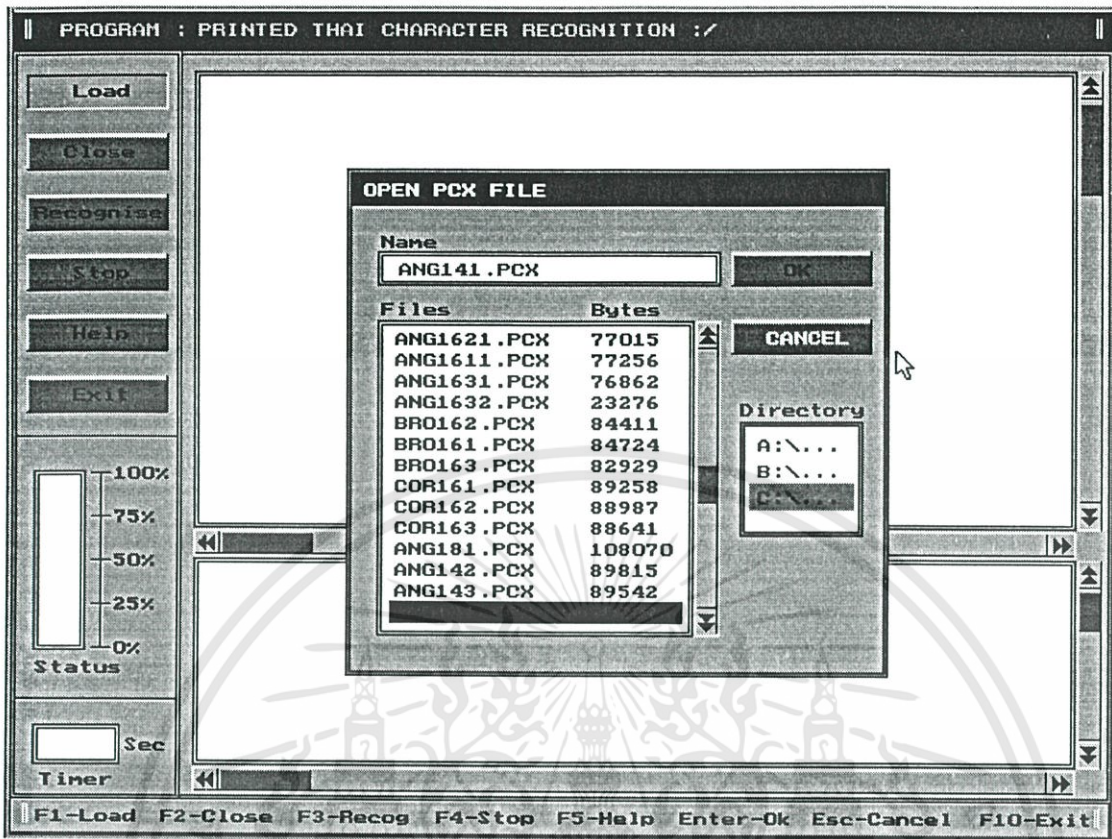 PROGRAM : PRINTED THAI CHARACTER RECOGNITION :/
Load
Close
Recognise
Stop
Help
Exit
100%
75%
50%
25%
0%
Status
Sec
Timer
OPEN PCX FILE
Name
ANG141.PCX
OK
Files Bytes
ANG1621.PCX 77015
ANG1611.PCX 77256
ANG1631.PCX 76862
ANG1632.PCX 23276
BRO162.PCX 84411
BRO161.PCX 84724
BRO163.PCX 82929
COR161.PCX 89258
COR162.PCX 88987
COR163.PCX 88641
ANG181.PCX 108070
ANG142.PCX 89815
ANG143.PCX 89542
CANCEL
Directory
A:\...
B:\...
C:\...
F1-Load F2-Close F3-Recog F4-Stop F5-Help Enter-Ok Esc-Cancel F10-Exit